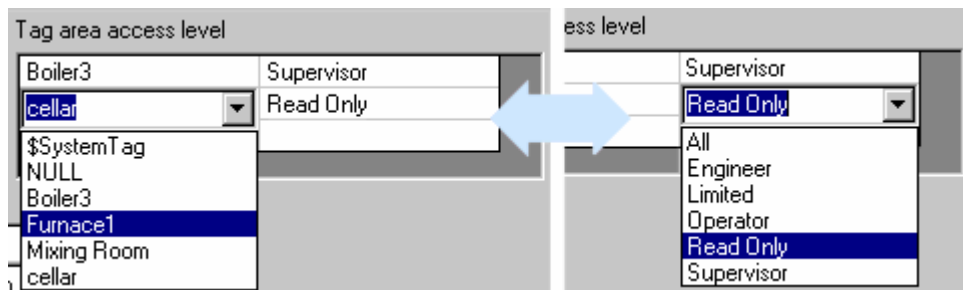 Tag area access level
Boiler3 Supervisor
cellar Read Only
$SystemTag
NULL
Boiler3
Furnace1
Mixing Room
cellar
ess level
Supervisor
Read Only
All
Engineer
Limited
Operator
Read Only
Supervisor